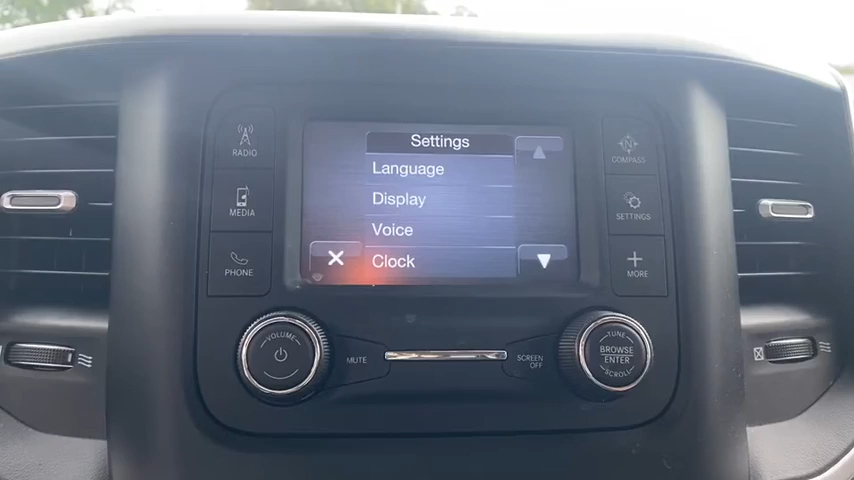 RADIO
MEDIA
PHONE
Settings
Language
Display
Voice
Clock
COMPASS
SETTINGS
MORE
VOLUME
MUTE
SCREEN
OFF
TUNE
BROWSE
ENTER
SCROLL